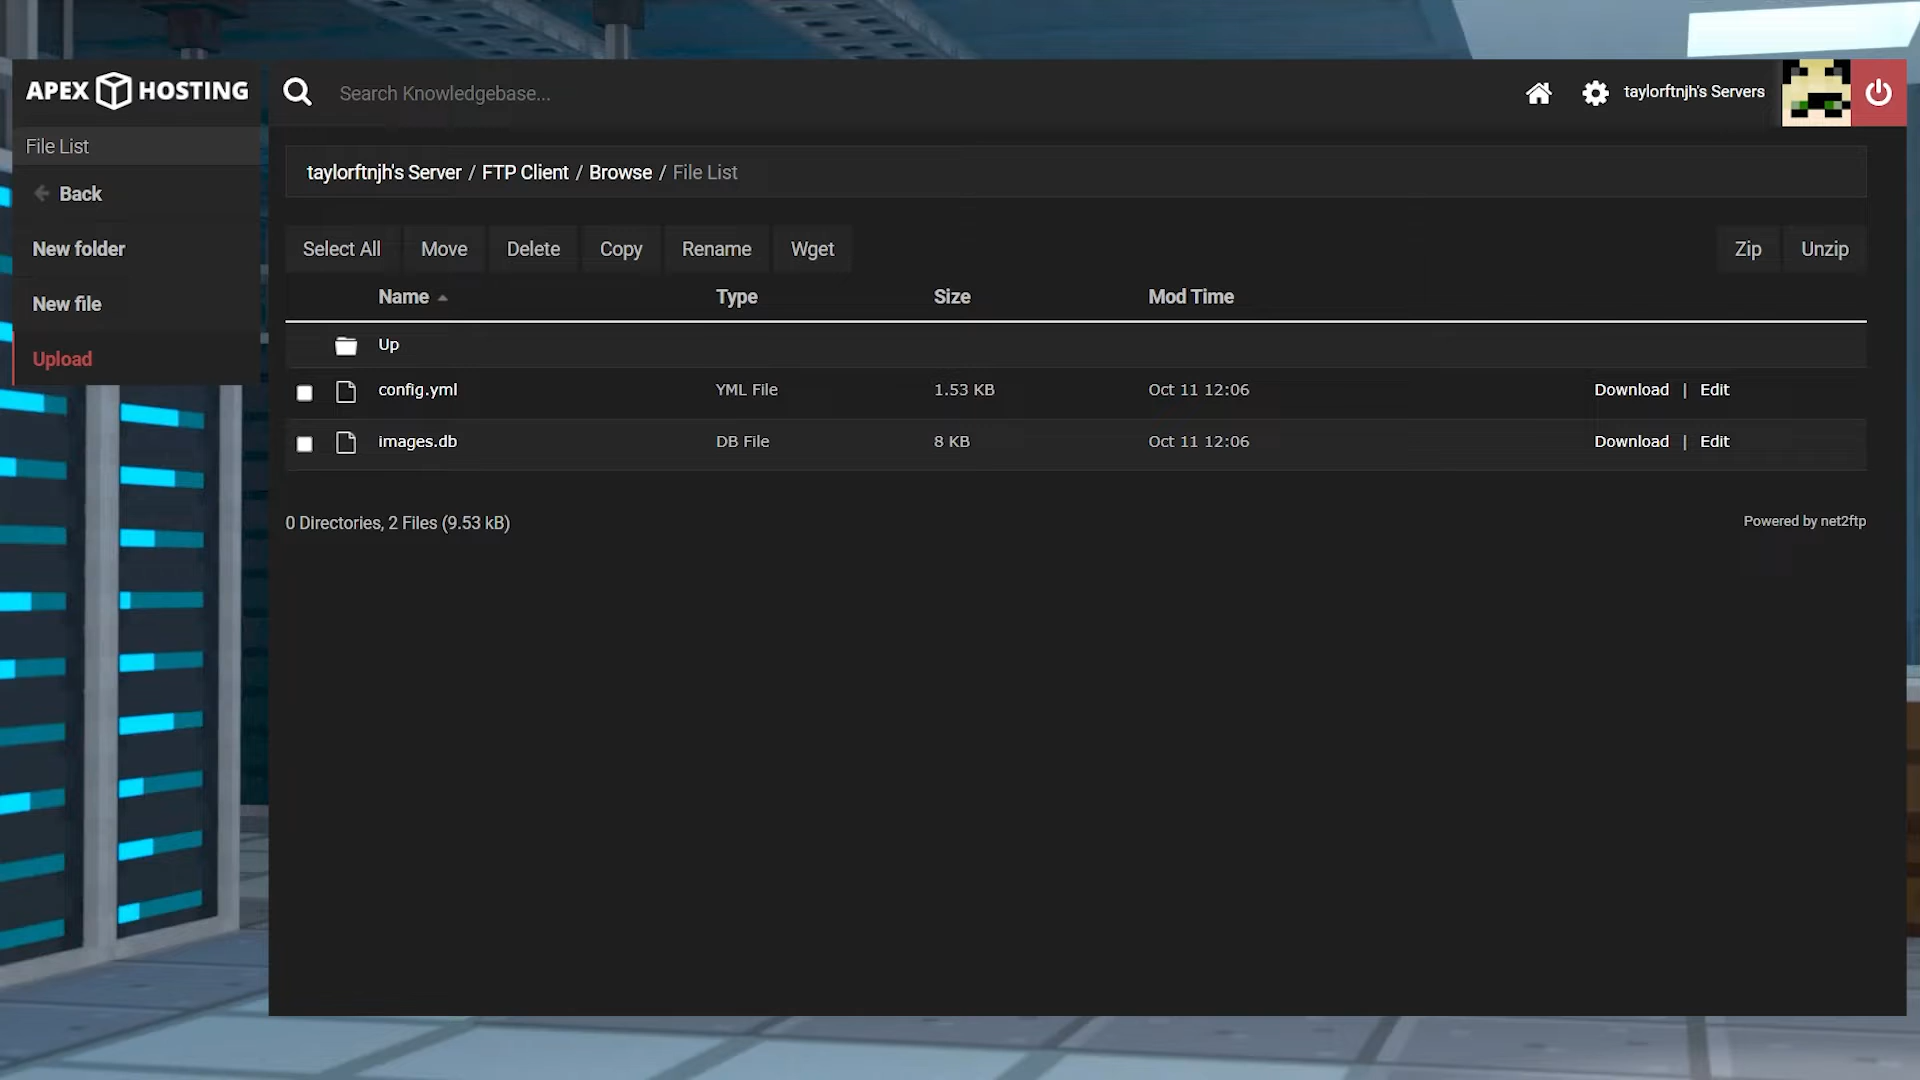 APEX HOSTING
Search Knowledgebase...
taylorftnjh's Servers
File List
Back
New folder
New file
Upload
taylorftnjh's Server / FTP Client / Browse / File List
Select All Move Delete Copy Rename Wget Zip Unzip
Name Type Size Mod Time
Up
config.yml YML File 1.53 KB Oct 11 12:06 Download | Edit
images.db DB File 8 KB Oct 11 12:06 Download | Edit
0 Directories, 2 Files (9.53 kB)
Powered by net2ftp